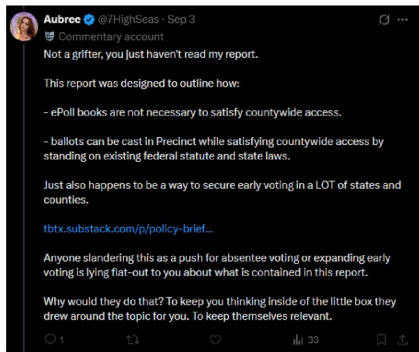 Aubree @7HighSeas · Sep 3
Commentary account
Not a grifter, you just haven't read my report.
This report was designed to outline how:
- ePoll books are not necessary to satisfy countywide access.
- ballots can be cast in Precinct while satisfying countywide access by
standing on existing federal statute and state laws.
Just also happens to be a way to secure early voting in a LOT of states and
counties.
tbtx.substack.com/p/policy-brief...
Anyone slandering this as a push for absentee voting or expanding early
voting is lying flat-out to you about what is contained in this report.
Why would they do that? To keep you thinking inside of the little box they
drew around the topic for you. To keep themselves relevant.
1 33